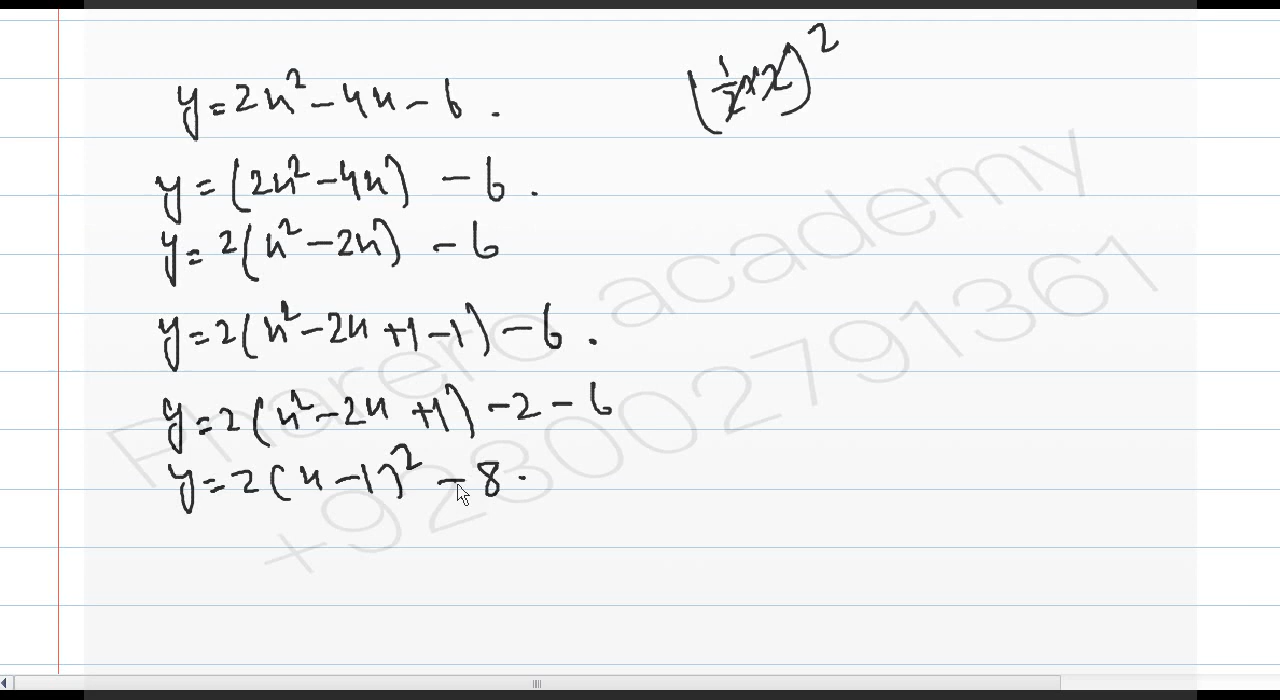 y = 2x² - 4x - 6.
(1/2 × 2)²
y = (2x² - 4x) - 6.
y = 2(x² - 2x) - 6
y = 2(x² - 2x + 1 - 1) - 6.
y = 2(x² - 2x + 1) - 2 - 6
y = 2(x - 1)² - 8.
Pharero academy
+923002791361